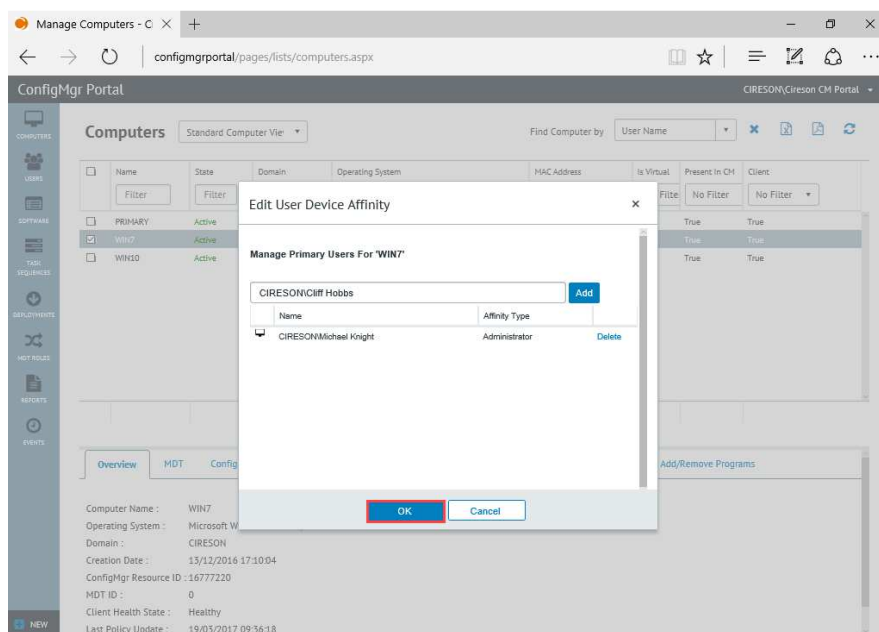 Manage Computers - Ci
configmgrportal/pages/lists/computers.aspx
ConfigMgr Portal
CIRESON\Cireson CM Portal
COMPUTERS
USERS
SOFTWARE
TASK SEQUENCES
DEPLOYMENTS
MDT ROLES
REPORTS
EVENTS
NEW
Computers
Standard Computer Vie
Find Computer by
User Name
Name State Domain Operating System MAC Address Is Virtual Present In CM Client
Filter Filter Filte No Filter No Filter
PRIMARY Active True True
WIN7 Active True True
WIN10 Active True True
Edit User Device Affinity
Manage Primary Users For 'WIN7'
CIRESON\Cliff Hobbs Add
Name Affinity Type
CIRESON\Michael Knight Administrator Delete
OK Cancel
Overview MDT Config Add/Remove Programs
Computer Name : WIN7
Operating System : Microsoft W
Domain : CIRESON
Creation Date : 13/12/2016 17:10:04
ConfigMgr Resource ID : 16777220
MDT ID : 0
Client Health State : Healthy
Last Policy Update : 19/03/2017 09:36:18